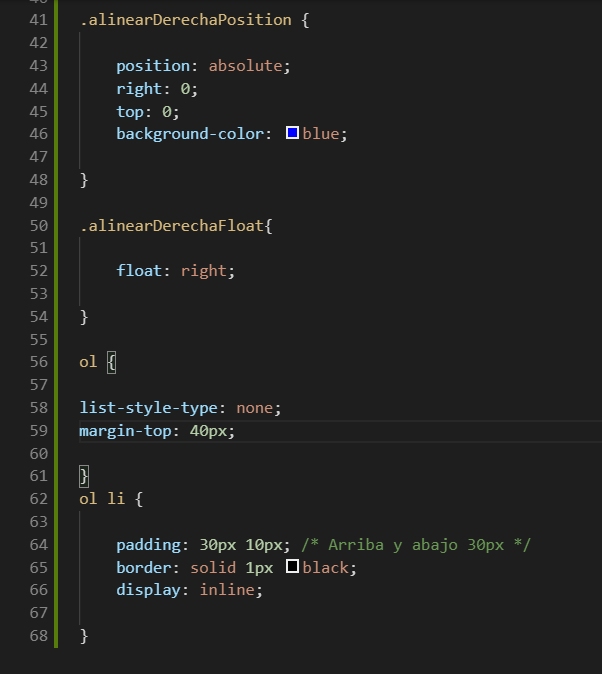 41 .alinearDerechaPosition {
42
43 position: absolute;
44 right: 0;
45 top: 0;
46 background-color: blue;
47
48 }
49
50 .alinearDerechaFloat{
51
52 float: right;
53
54 }
55
56 ol {
57
58 list-style-type: none;
59 margin-top: 40px;
60
61 }
62 ol li {
63
64 padding: 30px 10px; /* Arriba y abajo 30px */
65 border: solid 1px black;
66 display: inline;
67
68 }